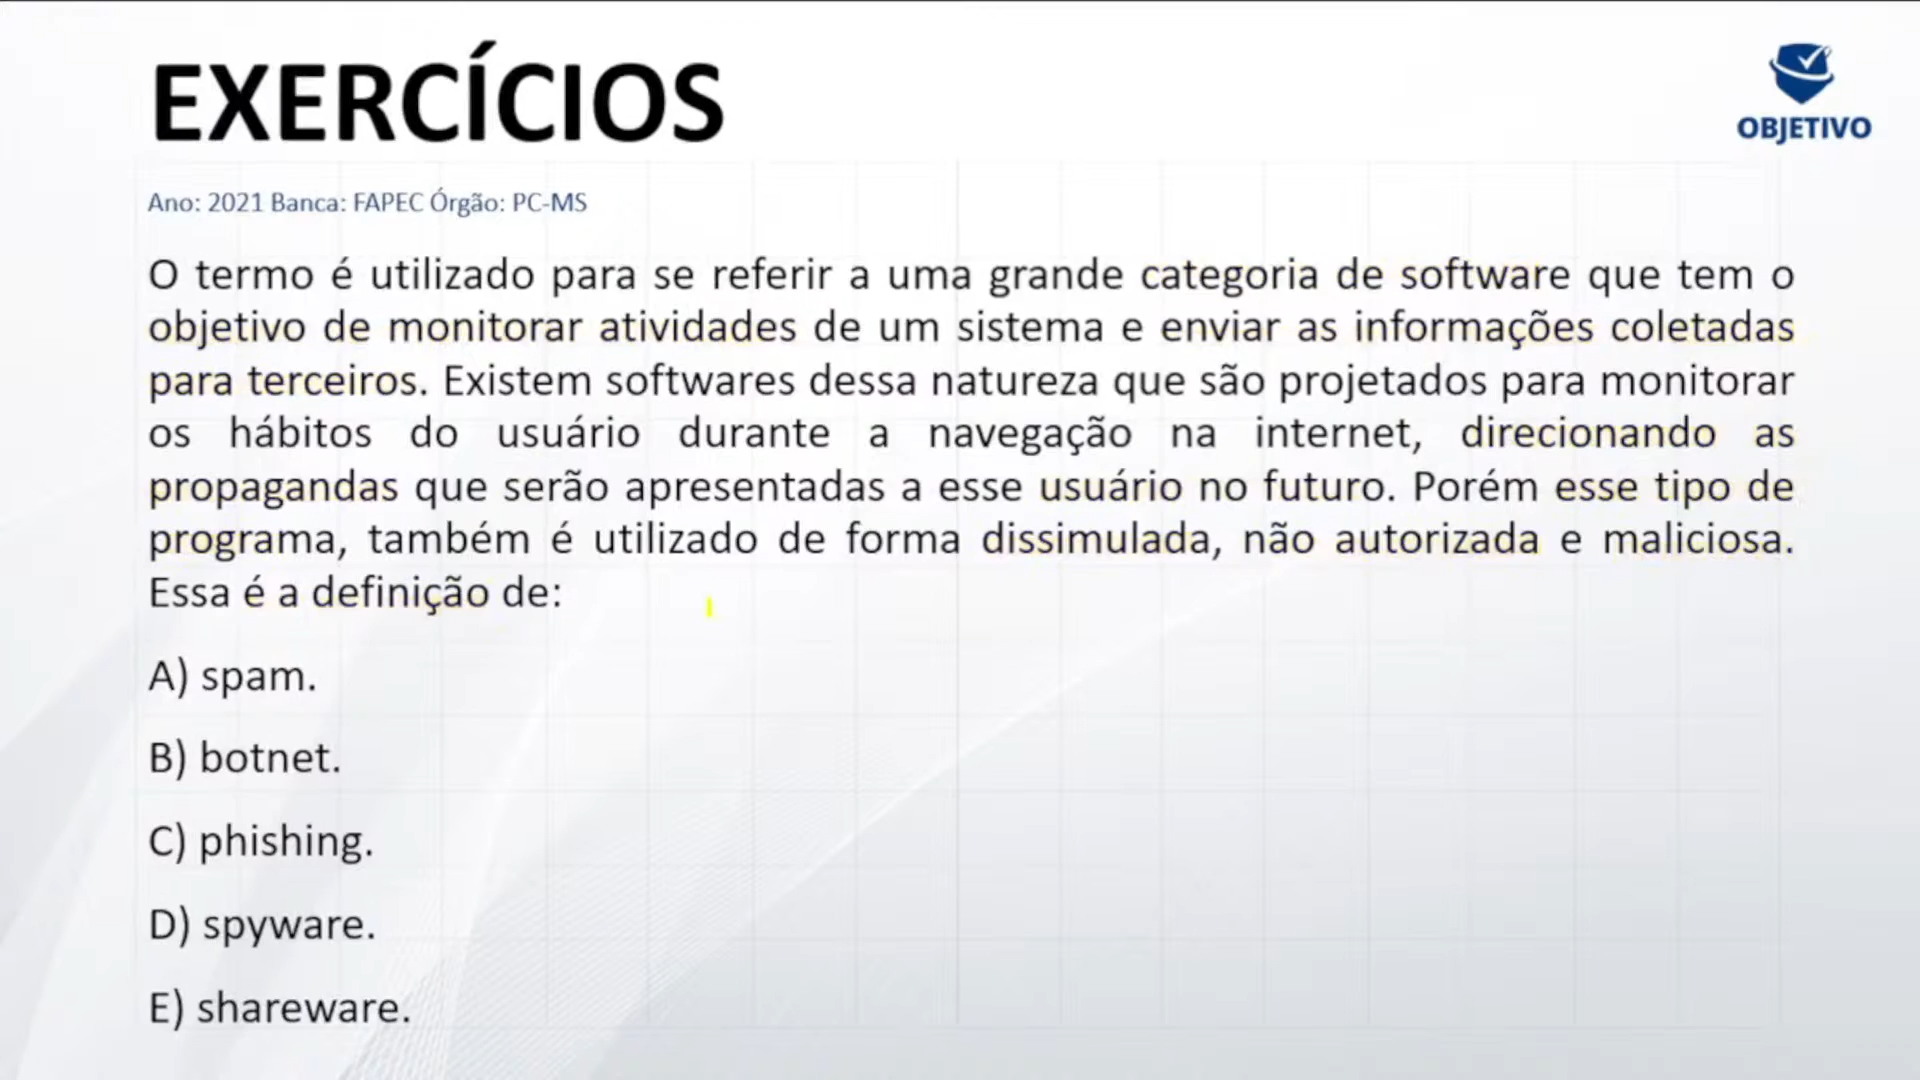 EXERCÍCIOS
OBJETIVO
Ano: 2021 Banca: FAPEC Órgão: PC-MS
O termo é utilizado para se referir a uma grande categoria de software que tem o
objetivo de monitorar atividades de um sistema e enviar as informações coletadas
para terceiros. Existem softwares dessa natureza que são projetados para monitorar
os hábitos do usuário durante a navegação na internet, direcionando as
propagandas que serão apresentadas a esse usuário no futuro. Porém esse tipo de
programa, também é utilizado de forma dissimulada, não autorizada e maliciosa.
Essa é a definição de:
A) spam.
B) botnet.
C) phishing.
D) spyware.
E) shareware.